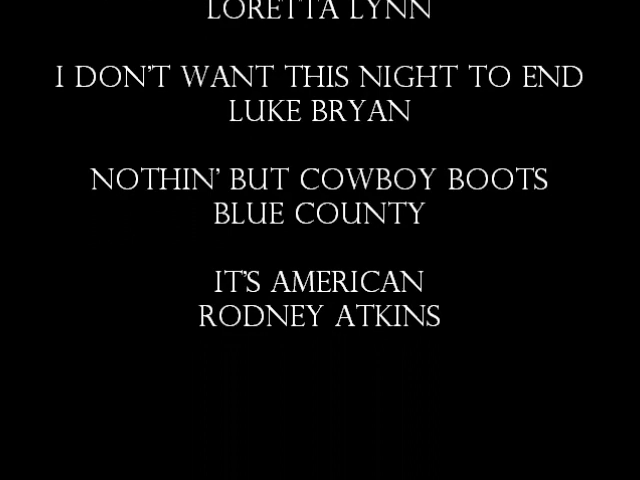 LORETTA LYNN
I DON'T WANT THIS NIGHT TO END
LUKE BRYAN
NOTHIN' BUT COWBOY BOOTS
BLUE COUNTY
IT'S AMERICAN
RODNEY ATKINS